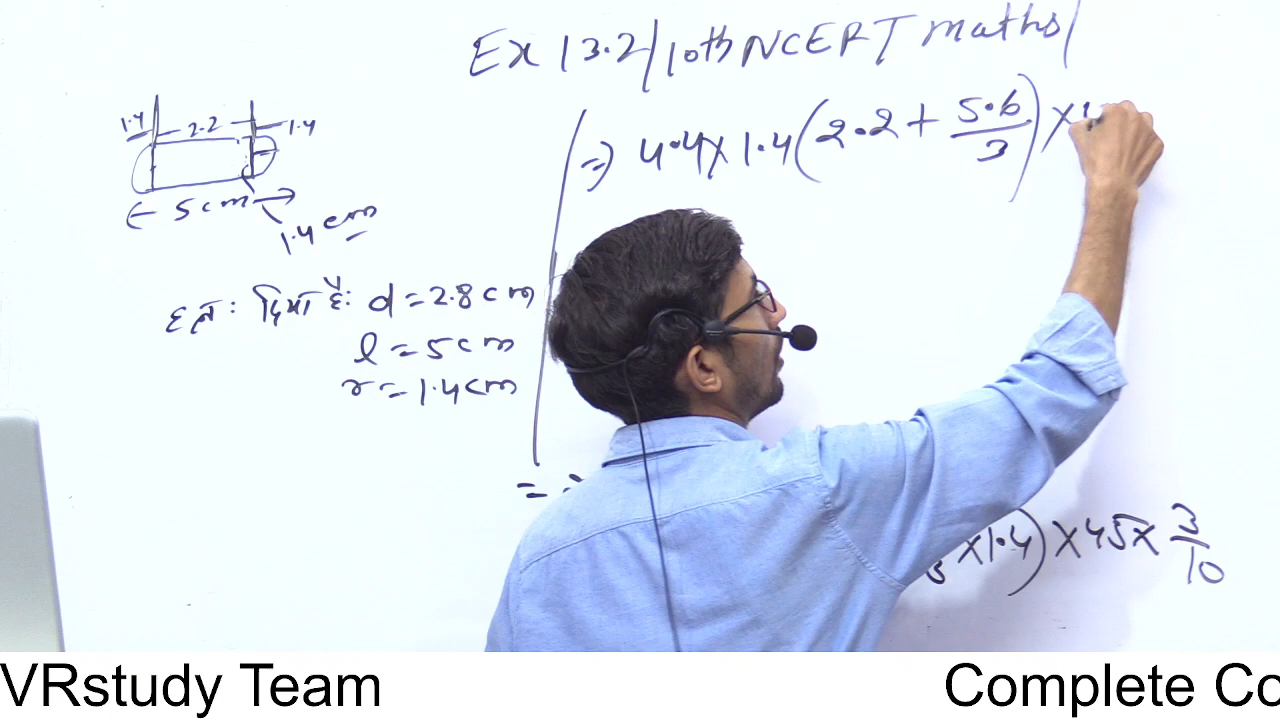 Ex 13.2/10th NCERT maths/
1.4 2.2 1.4
← 5cm →
1.4 cm
हल: दिया है: d = 2.8 cm
l = 5 cm
r = 1.4 cm
=> 4.4 x 1.4 (2.2 + 5.6/3) x
x 1.4) x 45 x 3/10
VRstudy Team
Complete Co